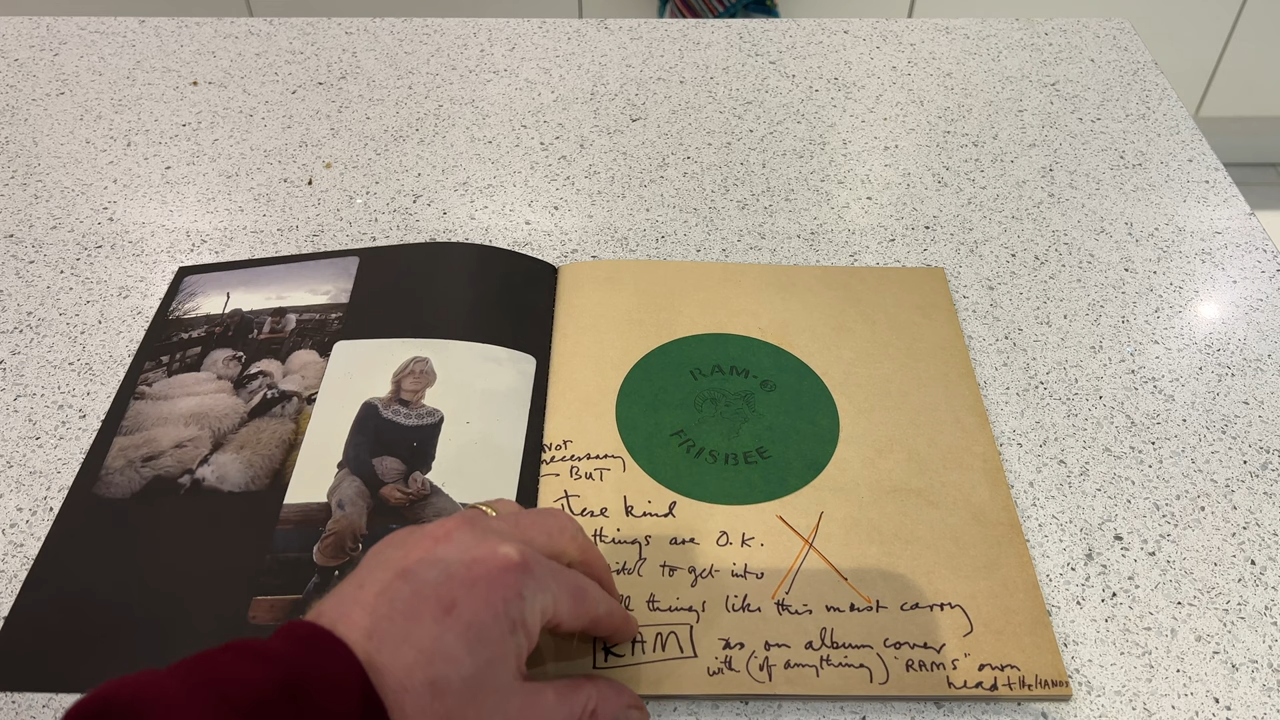 RAM-
FRISBEE
Not
necessary
— BUT
these kind
things are O.K.
to get into
things like this must carry
RAM as on album cover
with (if anything) "RAMS" own
head + the HANDS